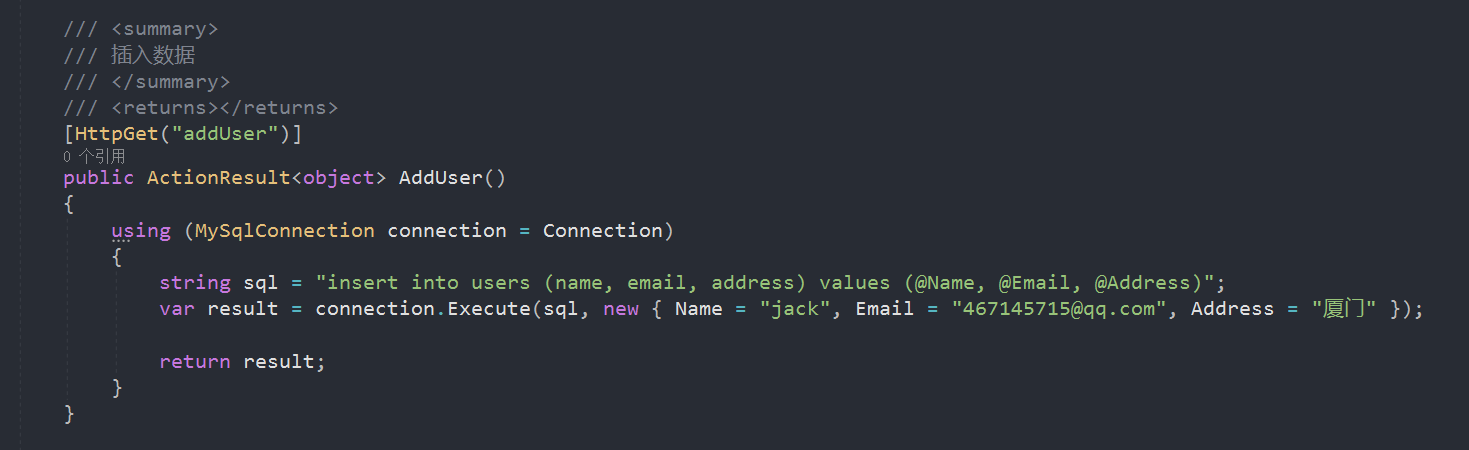 /// <summary>
/// 插入数据
/// </summary>
/// <returns></returns>
[HttpGet("addUser")]
0 个引用
public ActionResult<object> AddUser()
{
using (MySqlConnection connection = Connection)
{
string sql = "insert into users (name, email, address) values (@Name, @Email, @Address)";
var result = connection.Execute(sql, new { Name = "jack", Email = "467145715@qq.com", Address = "厦门" });
return result;
}
}